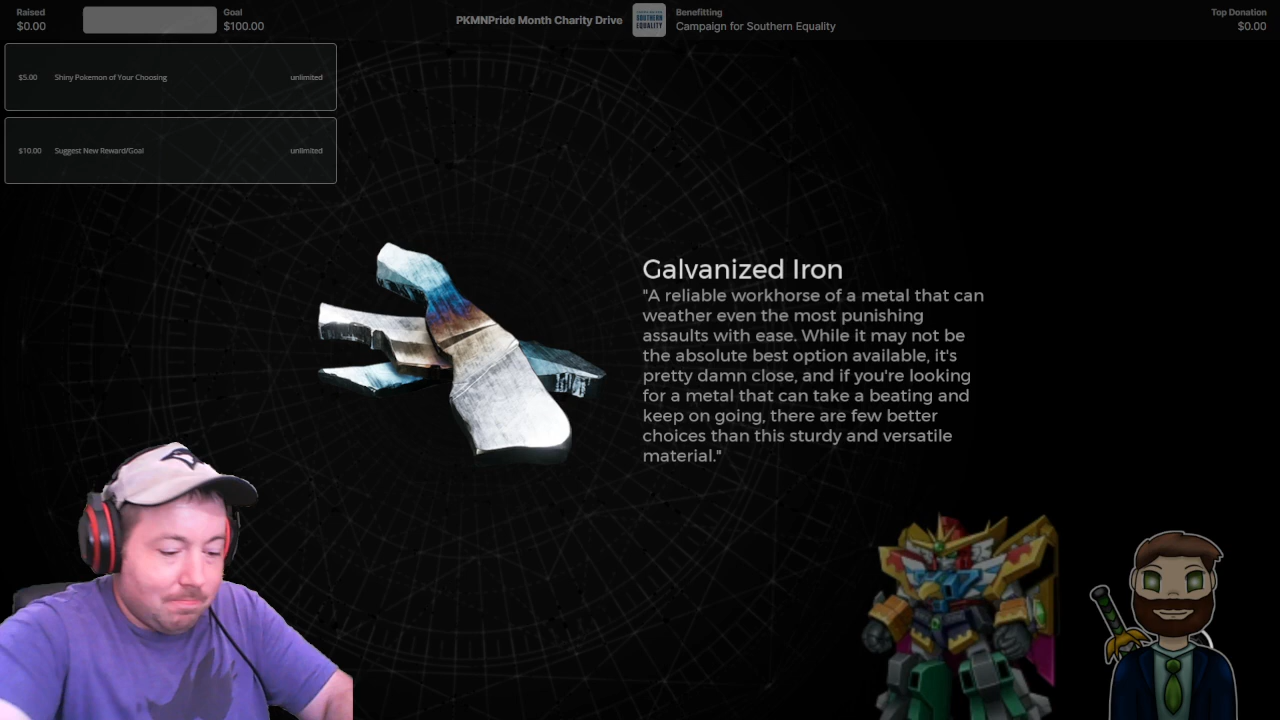 Raised
$0.00
Goal
$100.00
PKMNPride Month Charity Drive
SOUTHERN
EQUALITY
Benefitting
Campaign for Southern Equality
Top Donation
$0.00
$5.00 Shiny Pokemon of Your Choosing unlimited
$10.00 Suggest New Reward/Goal unlimited
Galvanized Iron
"A reliable workhorse of a metal that can
weather even the most punishing
assaults with ease. While it may not be
the absolute best option available, it's
pretty damn close, and if you're looking
for a metal that can take a beating and
keep on going, there are few better
choices than this sturdy and versatile
material."